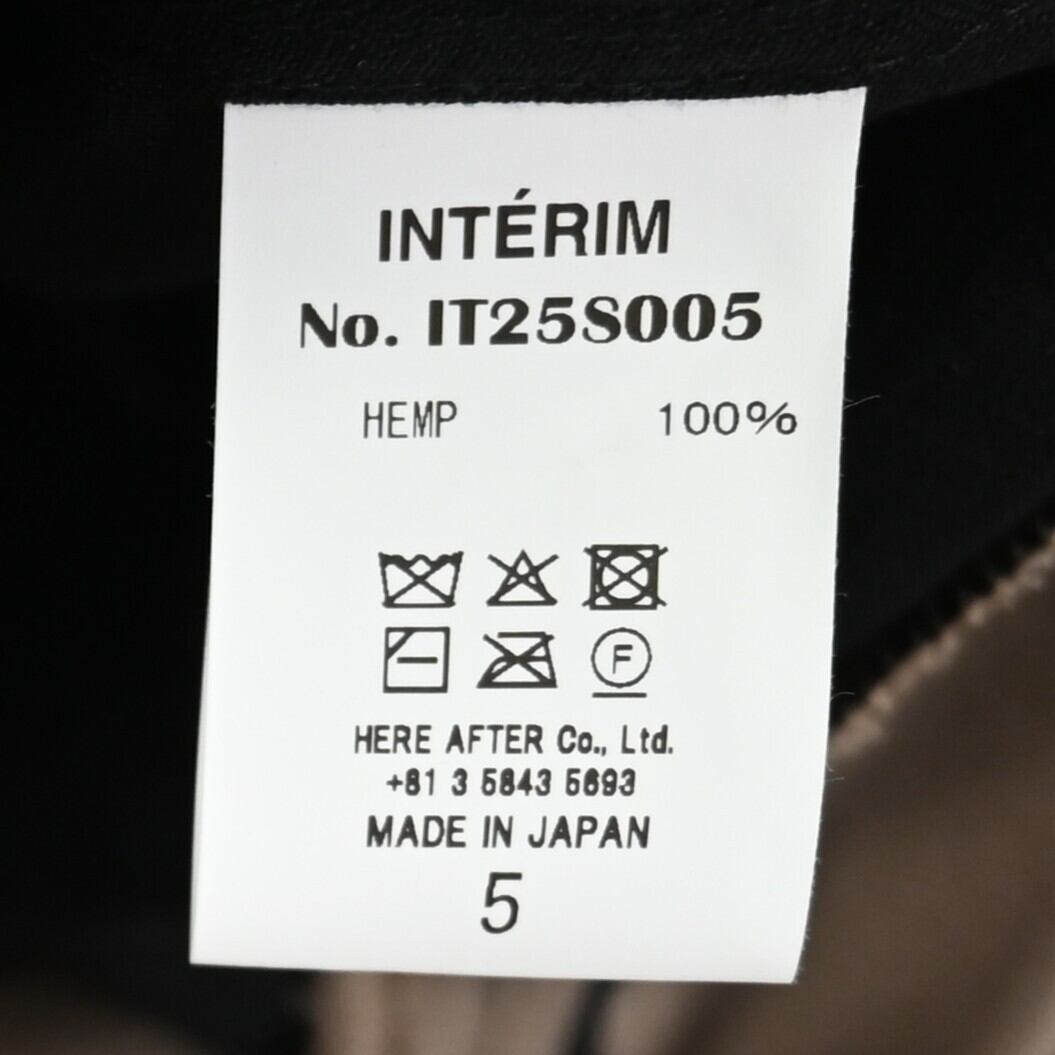 INTÉRIM
No. IT25S005
HEMP 100%
F
HERE AFTER Co., Ltd.
+81 3 5843 5693
MADE IN JAPAN
5